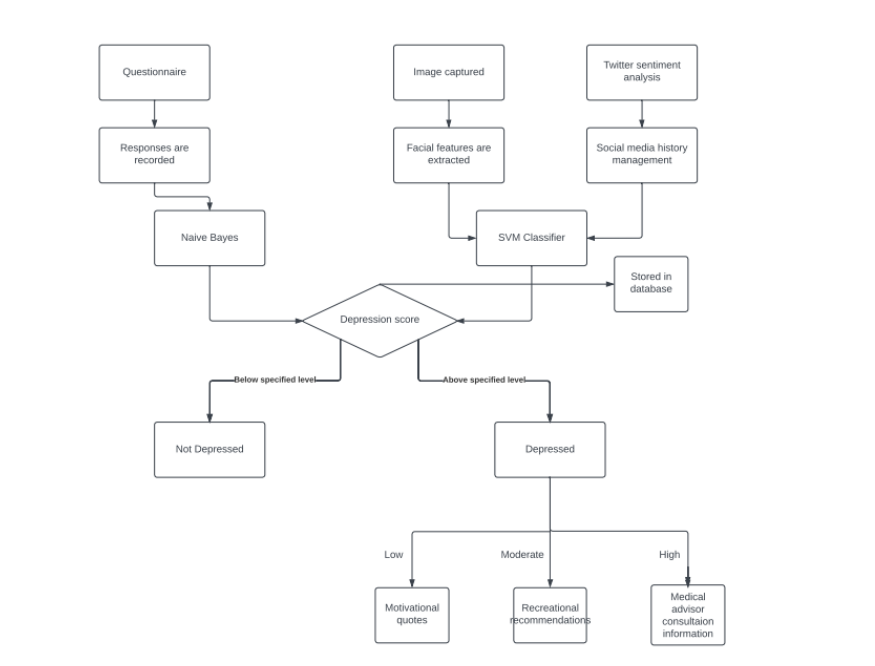 Questionnaire
Image captured
Twitter sentiment
analysis
Responses are
recorded
Facial features are
extracted
Social media history
management
Naive Bayes
SVM Classifier
Stored in
database
Depression score
Below specified level
Above specified level
Not Depressed
Depressed
Low
Moderate
High
Motivational
quotes
Recreational
recommendations
Medical
advisor
consultaion
information